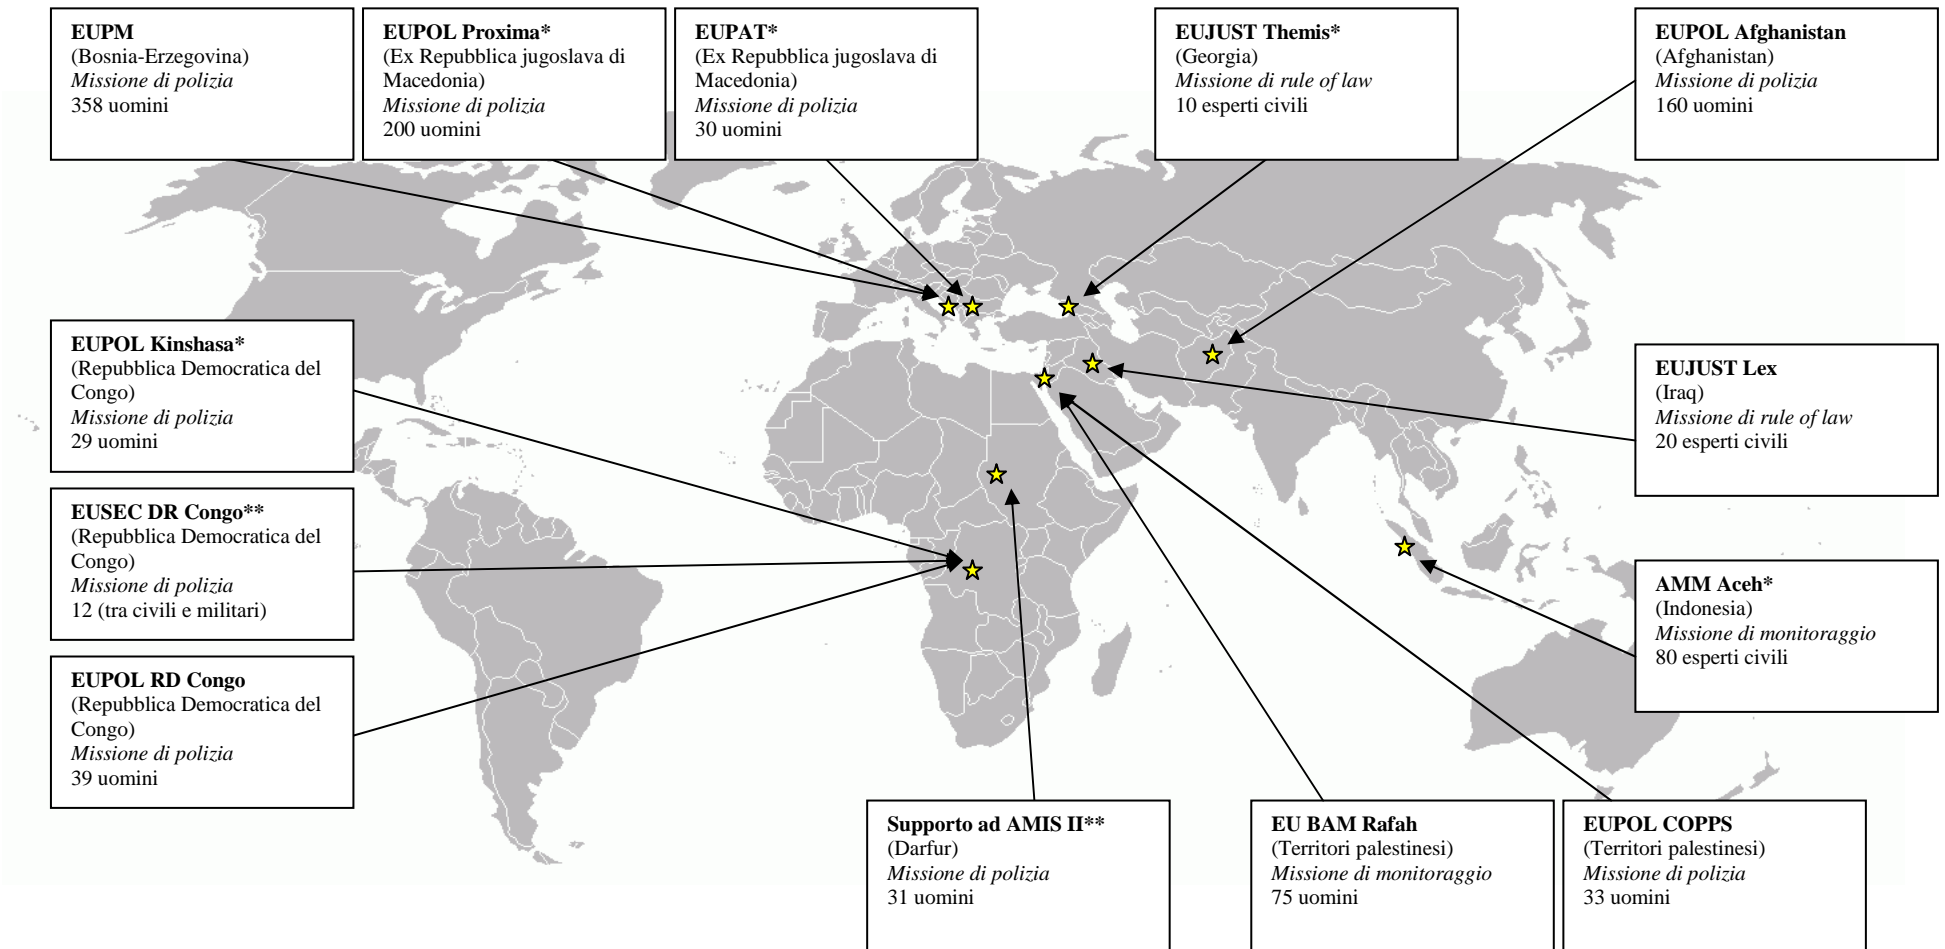 EUPM
(Bosnia-Erzegovina)
Missione di polizia
358 uomini
EUPOL Proxima*
(Ex Repubblica jugoslava di
Macedonia)
Missione di polizia
200 uomini
EUPAT*
(Ex Repubblica jugoslava di
Macedonia)
Missione di polizia
30 uomini
EUJUST Themis*
(Georgia)
Missione di rule of law
10 esperti civili
EUPOL Afghanistan
(Afghanistan)
Missione di polizia
160 uomini
EUPOL Kinshasa*
(Repubblica Democratica del
Congo)
Missione di polizia
29 uomini
EUJUST Lex
(Iraq)
Missione di rule of law
20 esperti civili
EUSEC DR Congo**
(Repubblica Democratica del
Congo)
Missione di polizia
12 (tra civili e militari)
AMM Aceh*
(Indonesia)
Missione di monitoraggio
80 esperti civili
EUPOL RD Congo
(Repubblica Democratica del
Congo)
Missione di polizia
39 uomini
Supporto ad AMIS II**
(Darfur)
Missione di polizia
31 uomini
EU BAM Rafah
(Territori palestinesi)
Missione di monitoraggio
75 uomini
EUPOL COPPS
(Territori palestinesi)
Missione di polizia
33 uomini